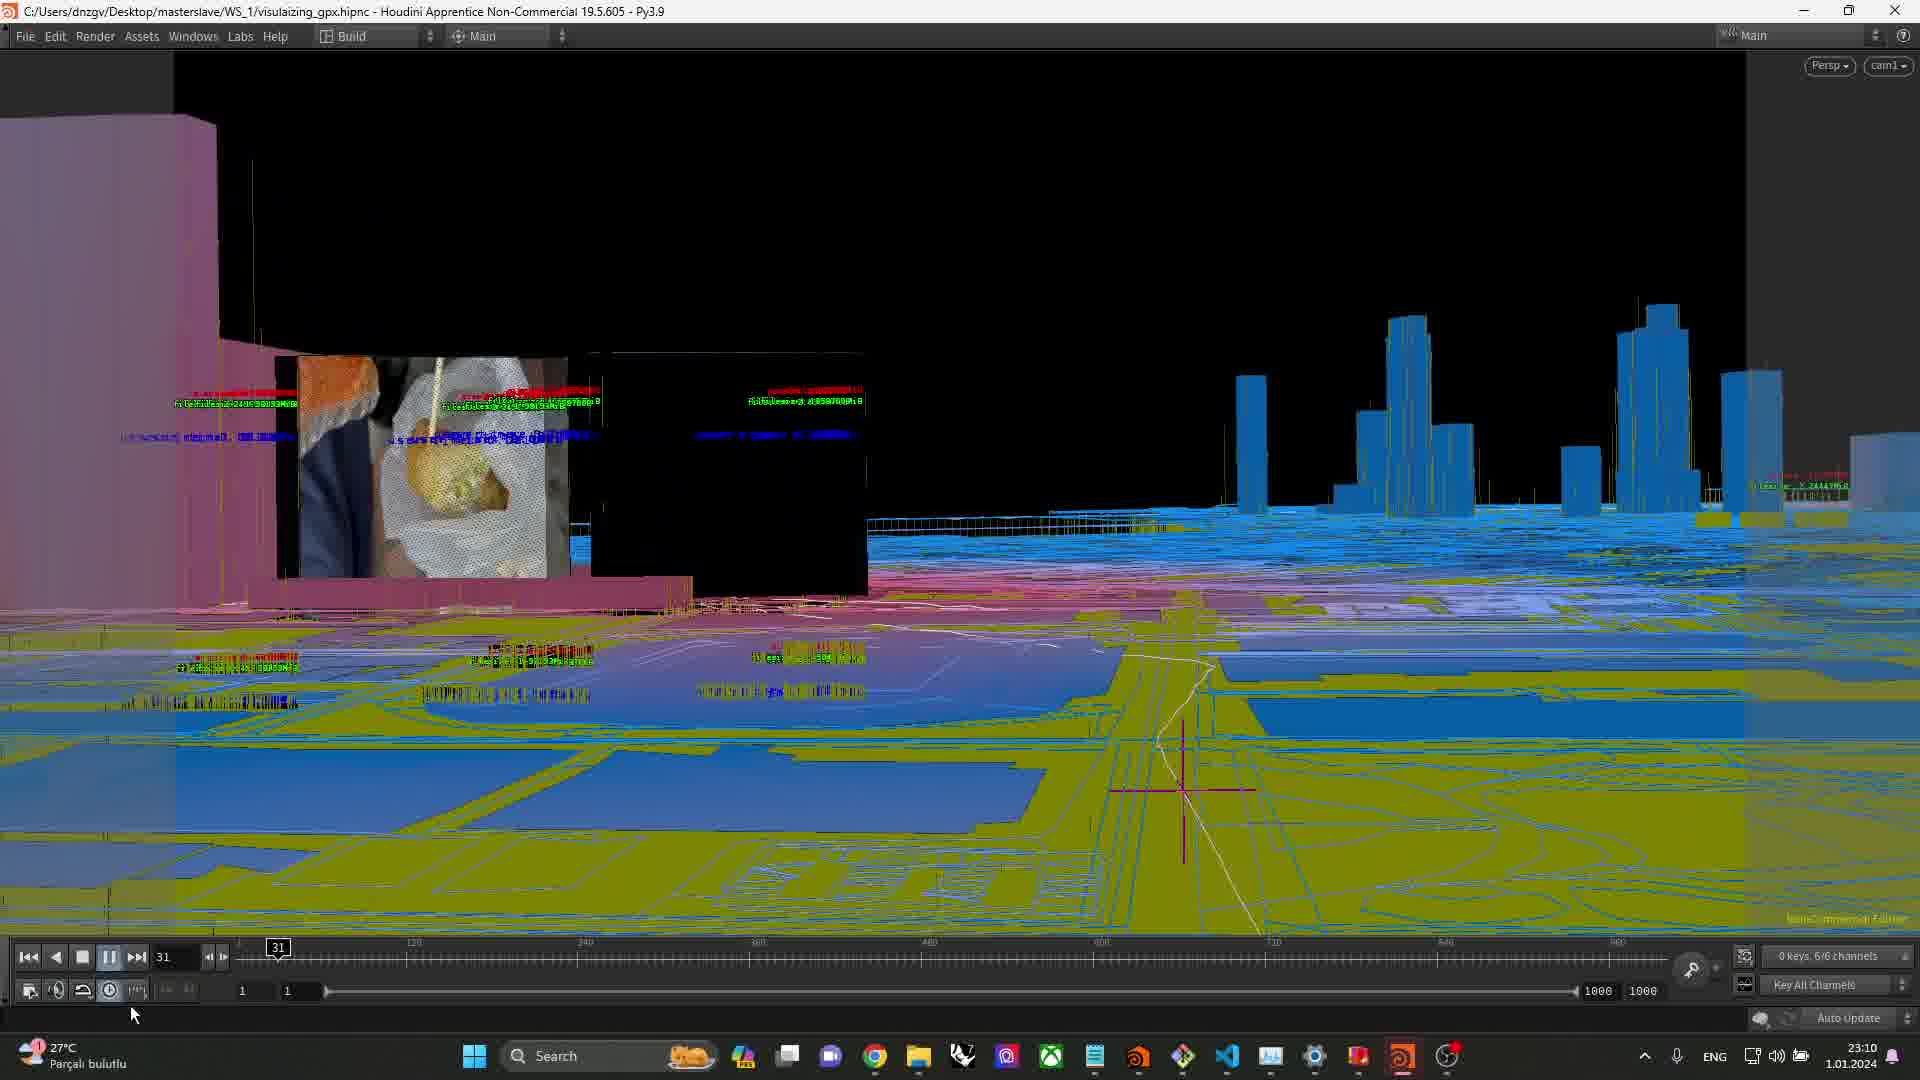 C:/Users/dnzgv/Desktop/masterslave/WS_1/visulaizing_gpx.hipnc - Houdini Apprentice Non-Commercial 19.5.605 - Py3.9
File Edit Render Assets Windows Labs Help Build Main Main
Persp cam1
31
120 240 360 480 600 720 840 960
31
0 keys, 6/6 channels
1 1 1000 1000
Key All Channels
Auto Update
27°C
Parçalı bulutlu
Search
ENG
23:10
1.01.2024